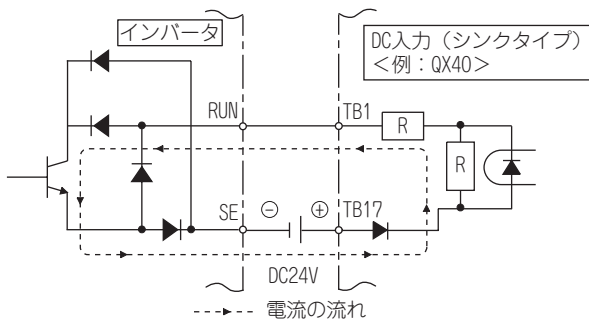 インバータ
DC入力（シンクタイプ）
<例：QX40>
RUN
TB1
R
R
SE
⊖
⊕
TB17
DC24V
電流の流れ